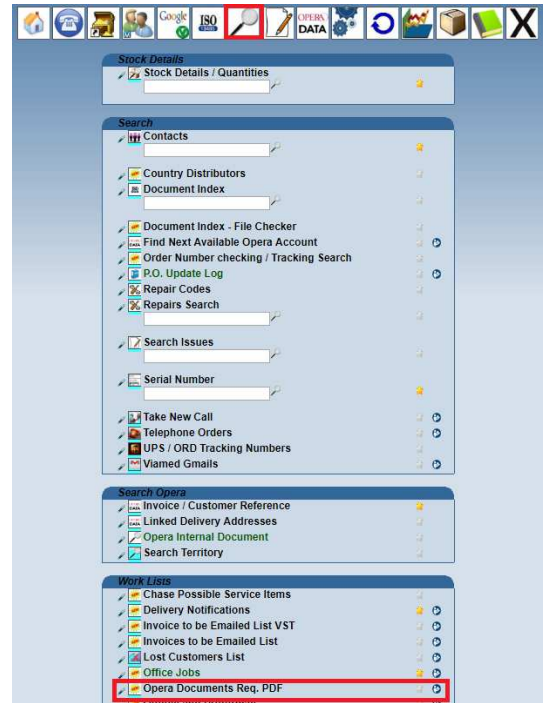 Google
ISO
OPERA
DATA
X
Stock Details
Stock Details / Quantities
Search
Contacts
Country Distributors
Document Index
Document Index - File Checker
Find Next Available Opera Account
Order Number checking / Tracking Search
P.O. Update Log
Repair Codes
Repairs Search
Search Issues
Serial Number
Take New Call
Telephone Orders
UPS / ORD Tracking Numbers
Viamed Gmails
Search Opera
Invoice / Customer Reference
Linked Delivery Addresses
Opera Internal Document
Search Territory
Work Lists
Chase Possible Service Items
Delivery Notifications
Invoice to be Emailed List VST
Invoices to be Emailed List
Lost Customers List
Office Jobs
Opera Documents Req. PDF